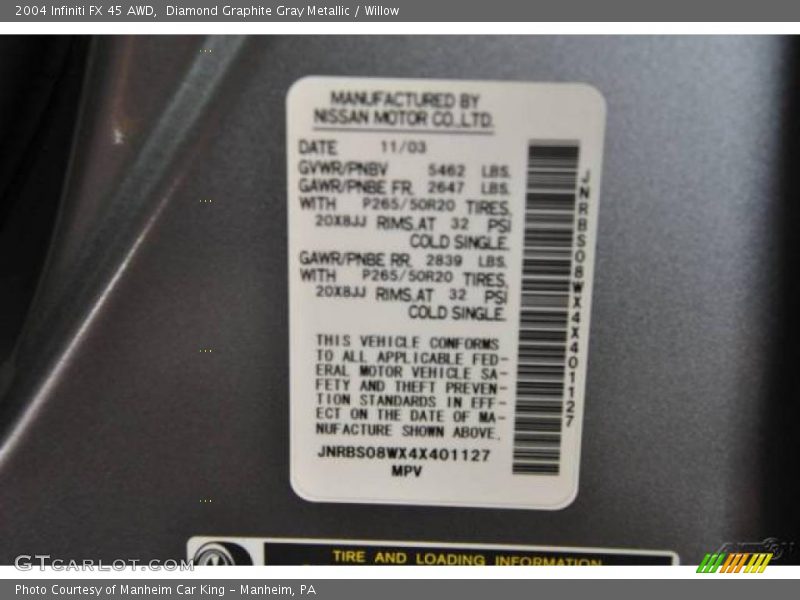 2004 Infiniti FX 45 AWD,  Diamond Graphite Gray Metallic / Willow
MANUFACTURED BY
NISSAN MOTOR CO.,LTD.
DATE 11/03
GVWR/PNBV 5462 LBS.
GAWR/PNBE FR. 2647 LBS.
WITH P265/50R20 TIRES,
20X8JJ RIMS,AT 32 PSI
COLD SINGLE.
GAWR/PNBE RR. 2839 LBS.
WITH P265/50R20 TIRES,
20X8JJ RIMS,AT 32 PSI
COLD SINGLE.
THIS VEHICLE CONFORMS
TO ALL APPLICABLE FED-
ERAL MOTOR VEHICLE SA-
FETY AND THEFT PREVEN-
TION STANDARDS IN EFF-
ECT ON THE DATE OF MA-
NUFACTURE SHOWN ABOVE.
JNRBS08WX4X401127
MPV
JNRBS08WX4X401127
TIRE AND LOADING INFORMATION
GTcarlot.com
Photo Courtesy of Manheim Car King - Manheim, PA